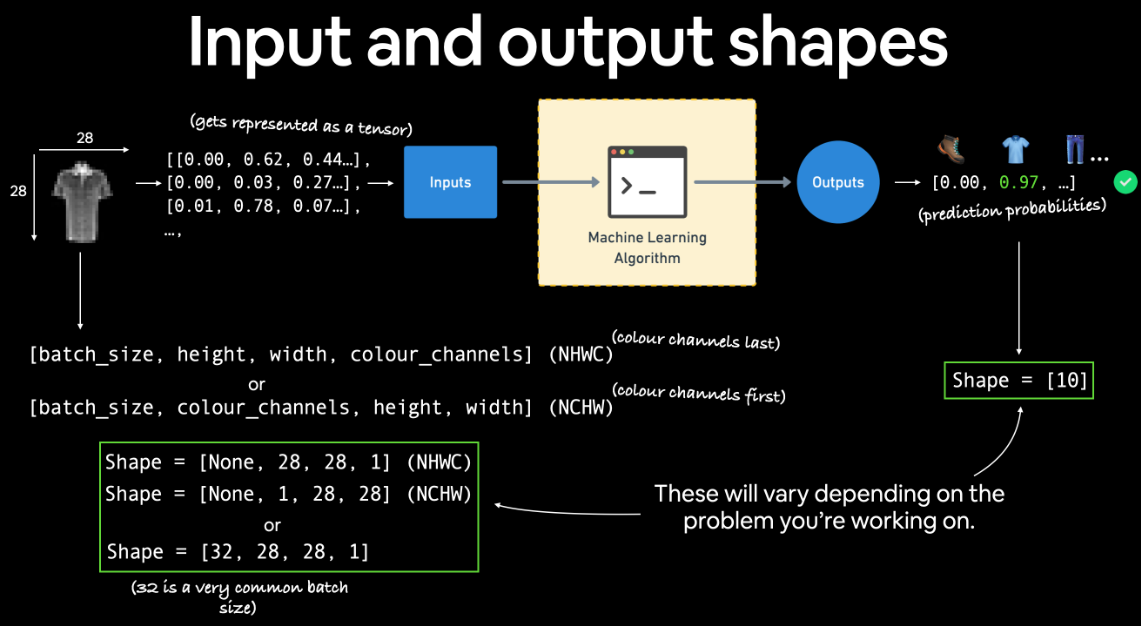 Input and output shapes
(gets represented as a tensor)
28
28
[[0.00, 0.62, 0.44…],
[0.00, 0.03, 0.27…],
[0.01, 0.78, 0.07…],
…,
Inputs
Machine Learning
Algorithm
Outputs
...
[0.00, 0.97, …]
(prediction probabilities)
[batch_size, height, width, colour_channels] (NHWC)
(colour channels last)
or
[batch_size, colour_channels, height, width] (NCHW)
(colour channels first)
Shape = [10]
Shape = [None, 28, 28, 1] (NHWC)
Shape = [None, 1, 28, 28] (NCHW)
or
Shape = [32, 28, 28, 1]
(32 is a very common batch
size)
These will vary depending on the
problem you’re working on.